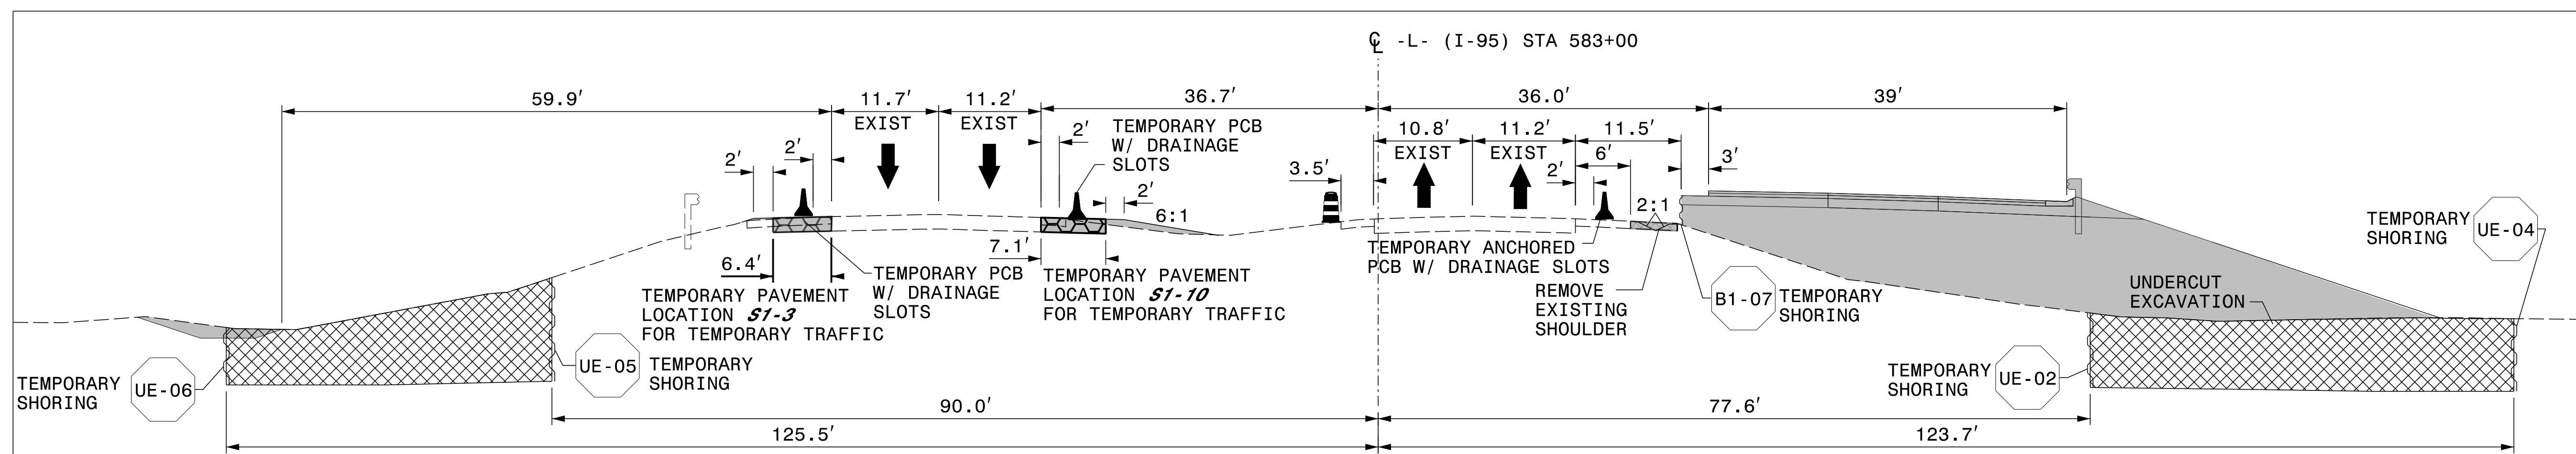 ℄ -L- (I-95) STA 583+00
59.9′
11.7′
EXIST
11.2′
EXIST
36.7′
36.0′
39′
2′
2′
2′
TEMPORARY PCB
W/ DRAINAGE
SLOTS
2′
6:1
3.5′
10.8′
EXIST
11.2′
EXIST
11.5′
6′
2′
3′
2:1
6.4′
7.1′
TEMPORARY PAVEMENT
LOCATION S1-3
FOR TEMPORARY TRAFFIC
TEMPORARY PCB
W/ DRAINAGE
SLOTS
TEMPORARY PAVEMENT
LOCATION S1-10
FOR TEMPORARY TRAFFIC
TEMPORARY ANCHORED
PCB W/ DRAINAGE SLOTS
REMOVE
EXISTING
SHOULDER
B1-07
TEMPORARY
SHORING
UNDERCUT
EXCAVATION
TEMPORARY
SHORING
UE-04
TEMPORARY
SHORING
UE-06
UE-05
TEMPORARY
SHORING
TEMPORARY
SHORING
UE-02
90.0′
77.6′
125.5′
123.7′